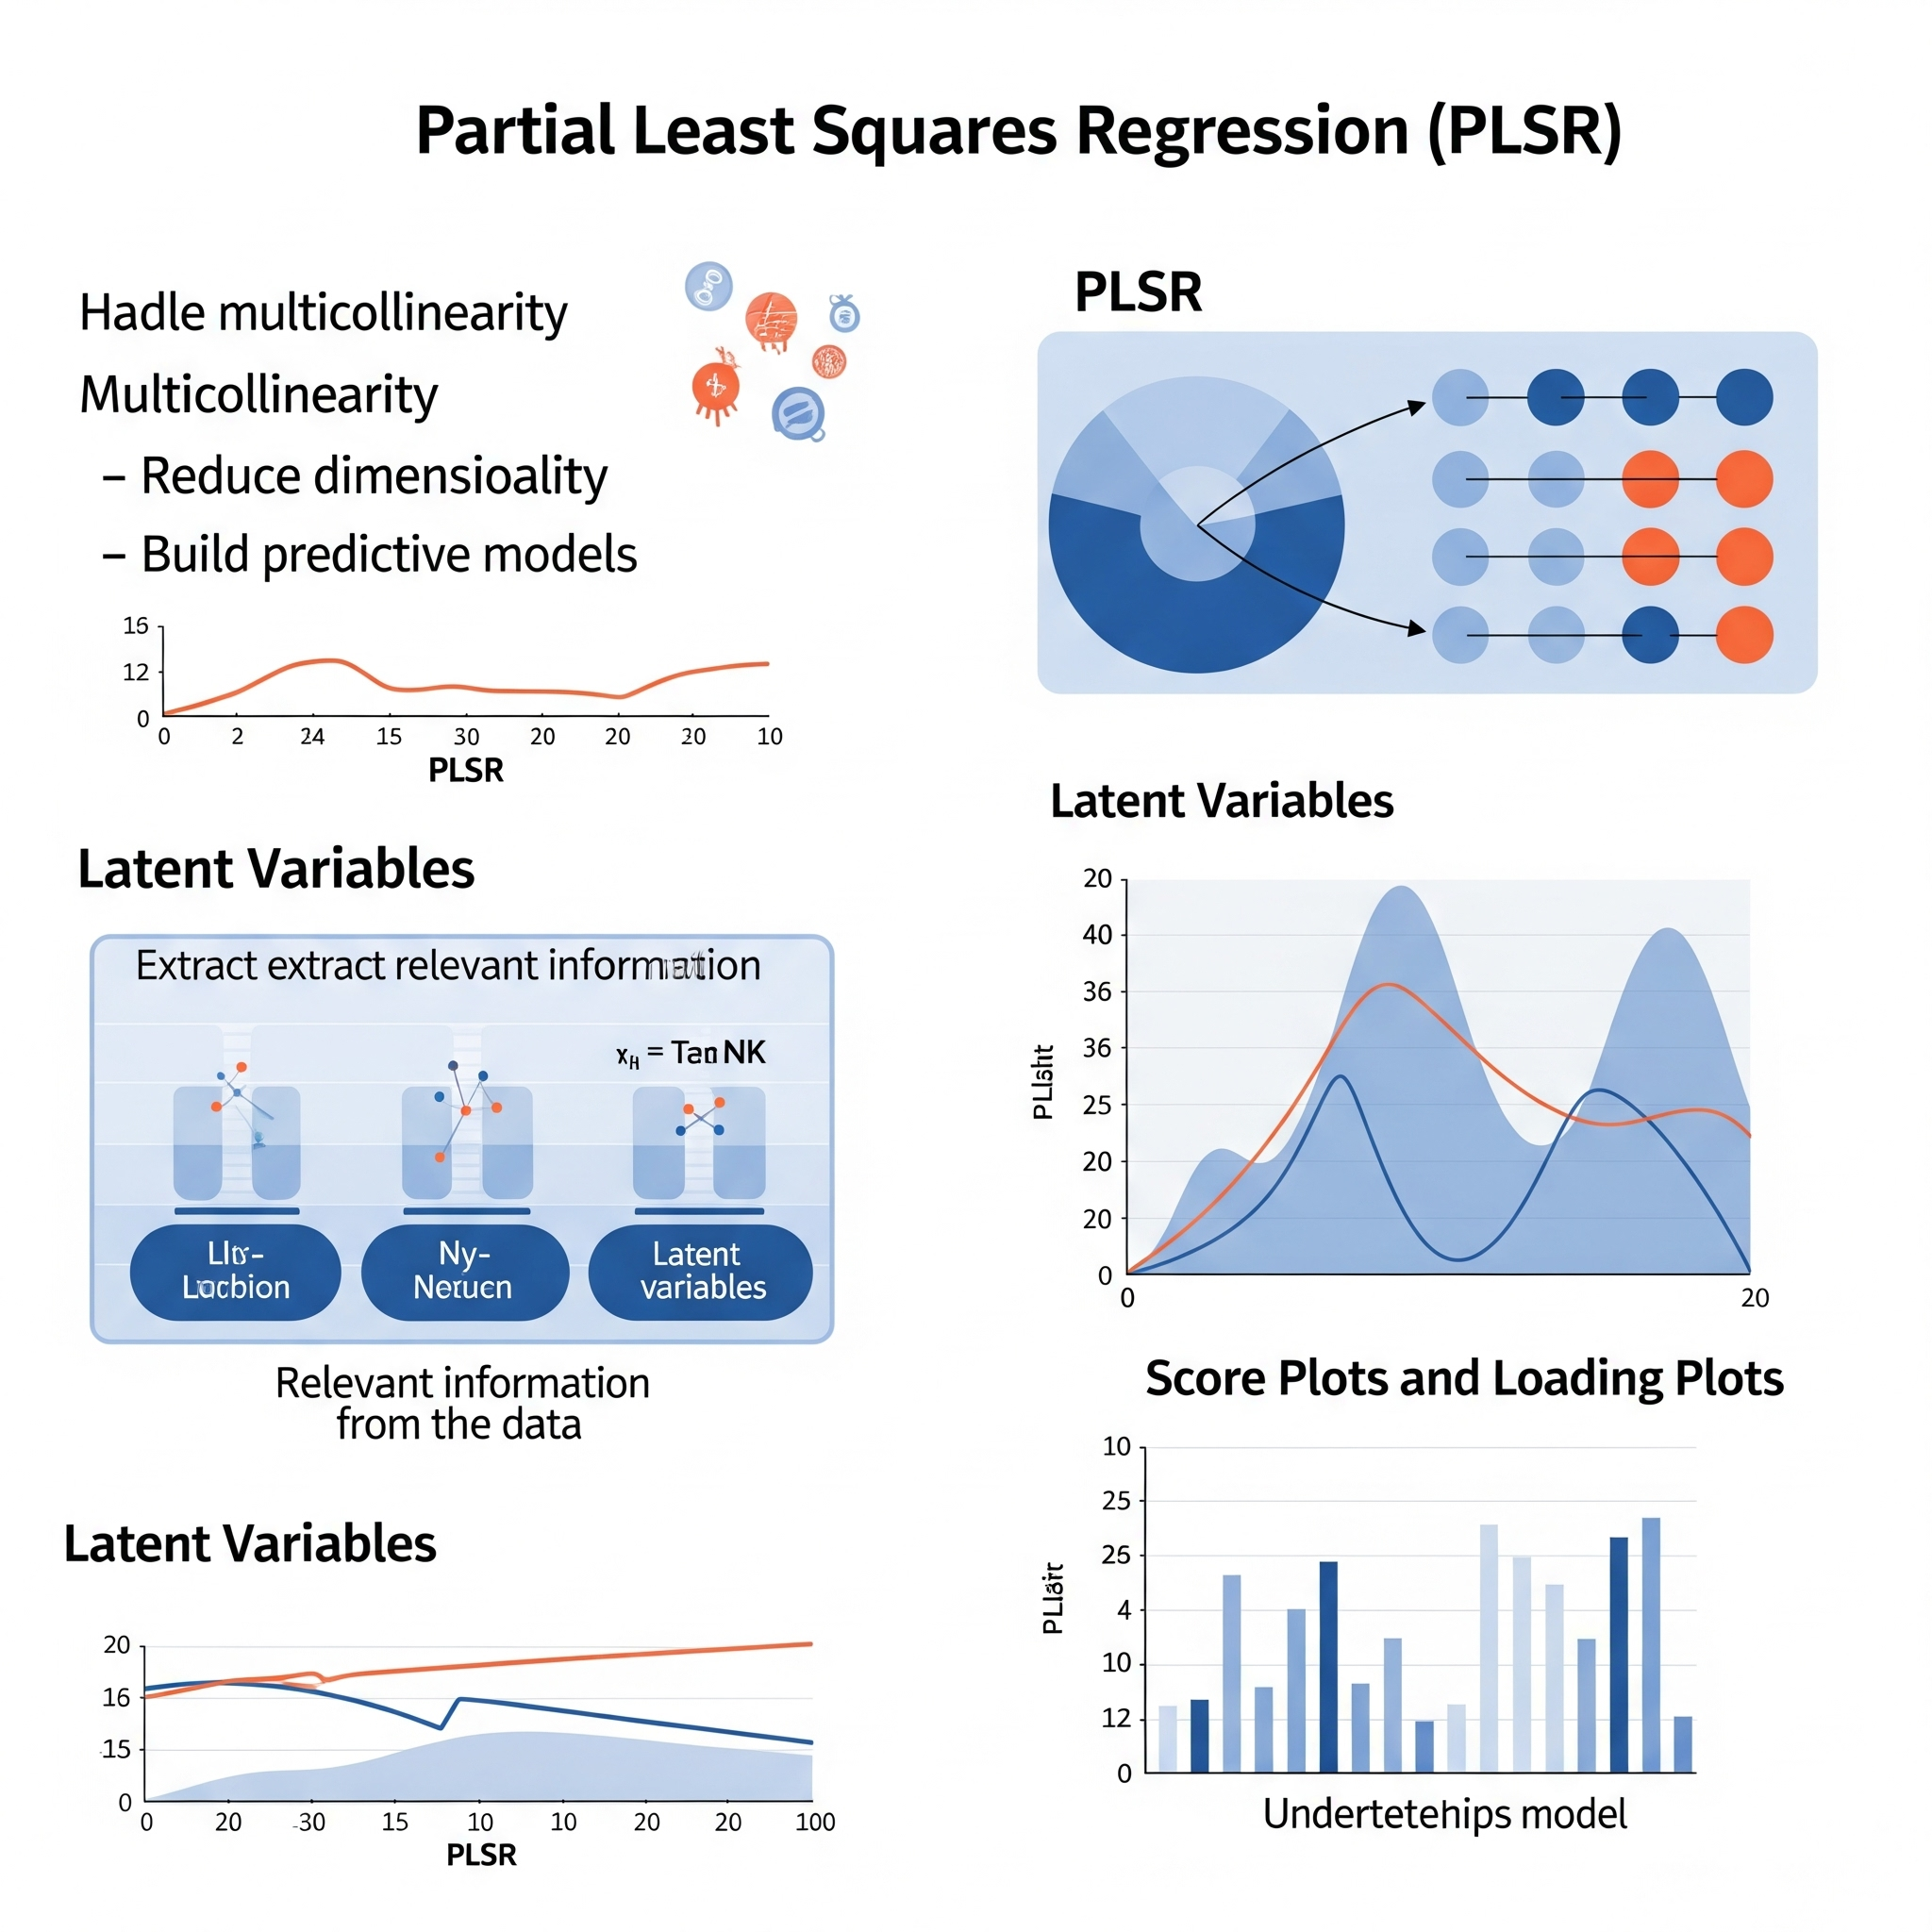 Partial Least Squares Regression (PLSR)
Hadle multicollinearity
Multicollinearity
– Reduce dimensioality
– Build predictive models
16
12
0
0 2 24 15 30 20 20 20 10
PLSR
PLSR
Latent Variables
Extract extract relevant information
= Tan NK
Ny-
Latent
variables
Relevant information
from the data
Latent Variables
20
40
36
36
25
20
20
0
0 20
Latent Variables
20
16
15
0
0 20 -30 15 10 10 20 20 100
PLSR
Score Plots and Loading Plots
10
25
26
4
10
12
0
Undertetehips model